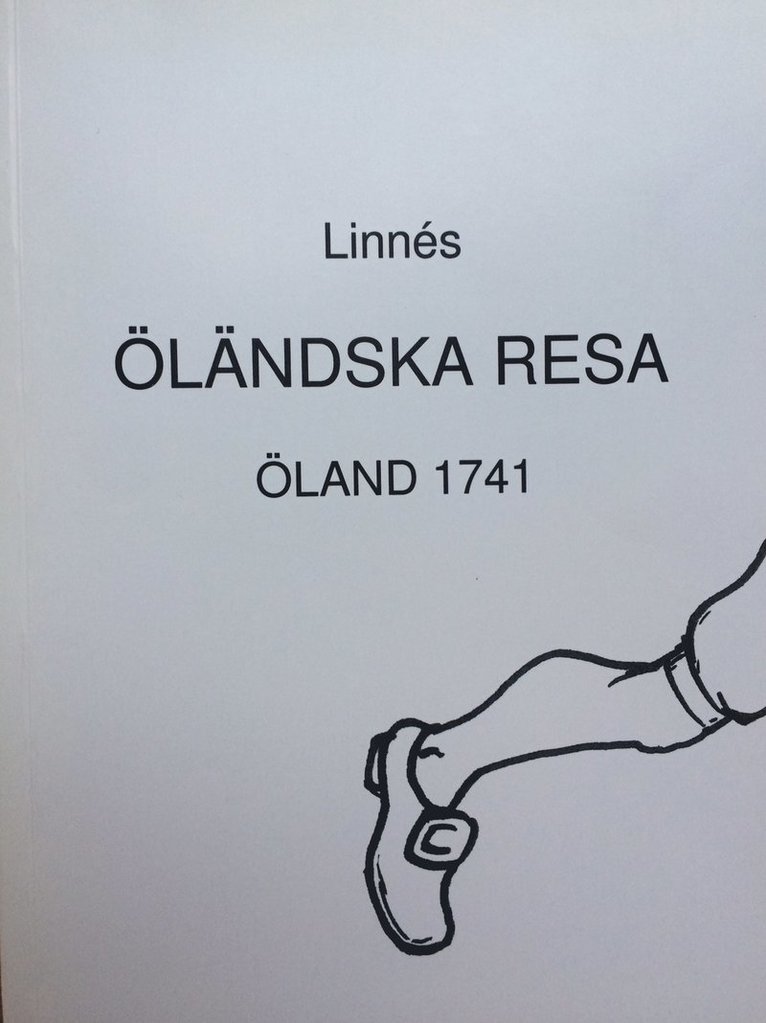 Linnés
ÖLÄNDSKA RESA
ÖLAND 1741